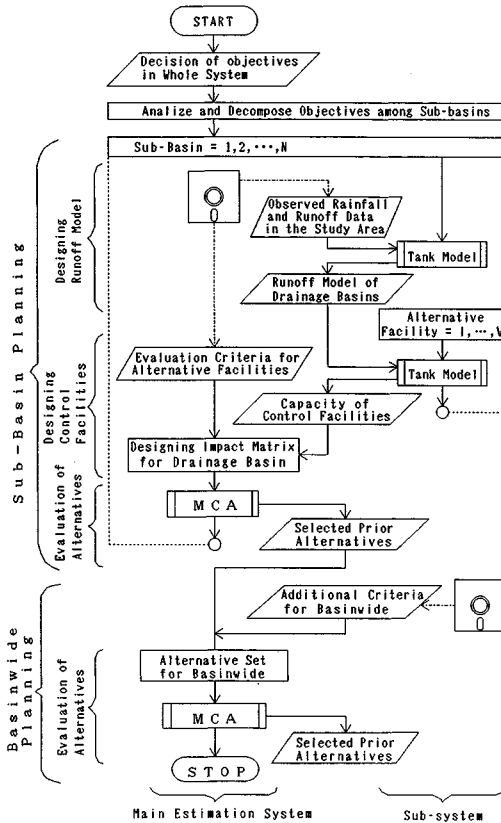 START
Decision of objectives
in Whole System
Analize and Decompose Objectives among Sub-basins
Sub-Basin = 1,2,···,N
Observed Rainfall
and Runoff Data
in the Study Area
Tank Model
Runoff Model of
Drainage Basins
Alternative
Facility = 1,···,V
Evaluation Criteria for
Alternative Facilities
Tank Model
Capacity of
Control Facilities
Designing Impact Matrix
for Drainage Basin
MCA
Selected Prior
Alternatives
Additional Criteria
for Basinwide
Alternative Set
for Basinwide
MCA
Selected Prior
Alternatives
STOP
Sub-Basin Planning
Designing
Runoff Model
Designing
Control
Facilities
Evaluation of
Alternatives
Basinwide
Planning
Evaluation of
Alternatives
Main Estimation System
Sub-system